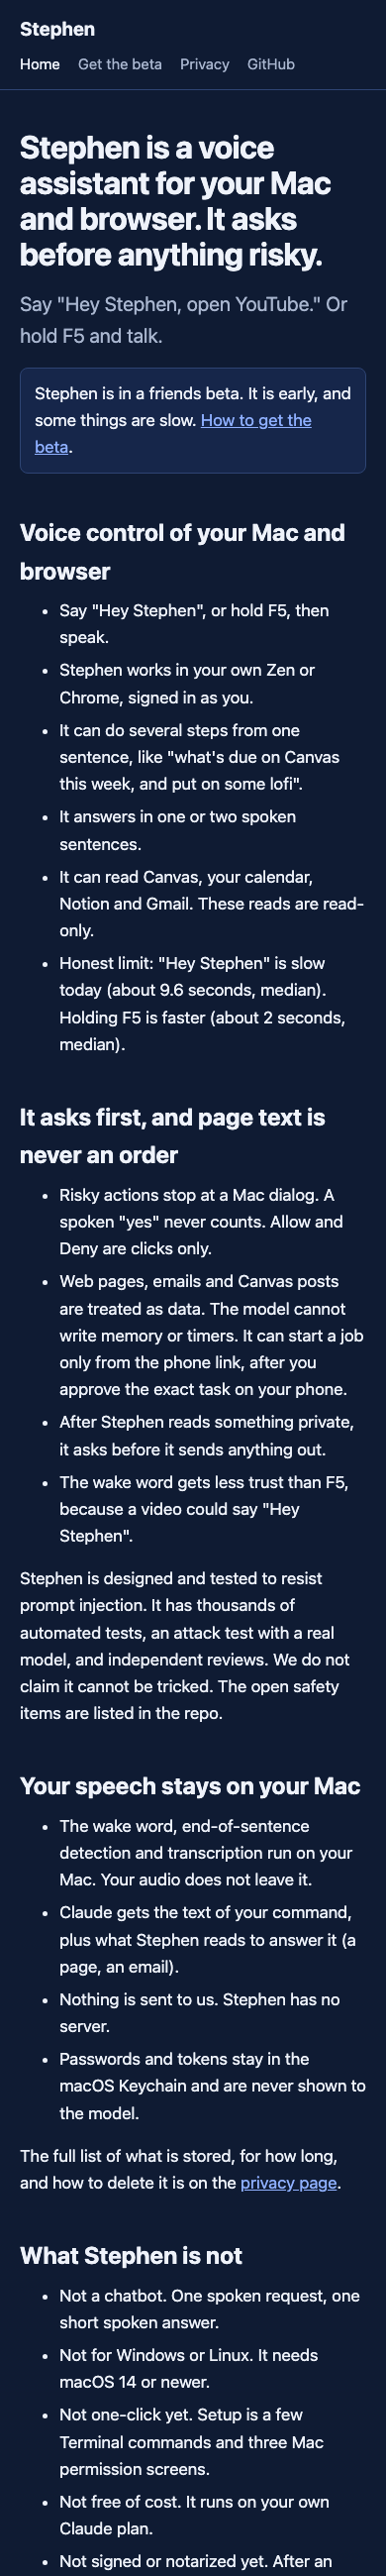 Stephen
Home Get the beta Privacy GitHub
Stephen is a voice
assistant for your Mac
and browser. It asks
before anything risky.
Say "Hey Stephen, open YouTube." Or
hold F5 and talk.
Stephen is in a friends beta. It is early, and
some things are slow. How to get the
beta.
Voice control of your Mac and
browser
• Say "Hey Stephen", or hold F5, then
speak.
• Stephen works in your own Zen or
Chrome, signed in as you.
• It can do several steps from one
sentence, like "what's due on Canvas
this week, and put on some lofi".
• It answers in one or two spoken
sentences.
• It can read Canvas, your calendar,
Notion and Gmail. These reads are read-
only.
• Honest limit: "Hey Stephen" is slow
today (about 9.6 seconds, median).
Holding F5 is faster (about 2 seconds,
median).
It asks first, and page text is
never an order
• Risky actions stop at a Mac dialog. A
spoken "yes" never counts. Allow and
Deny are clicks only.
• Web pages, emails and Canvas posts
are treated as data. The model cannot
write memory or timers. It can start a job
only from the phone link, after you
approve the exact task on your phone.
• After Stephen reads something private,
it asks before it sends anything out.
• The wake word gets less trust than F5,
because a video could say "Hey
Stephen".
Stephen is designed and tested to resist
prompt injection. It has thousands of
automated tests, an attack test with a real
model, and independent reviews. We do not
claim it cannot be tricked. The open safety
items are listed in the repo.
Your speech stays on your Mac
• The wake word, end-of-sentence
detection and transcription run on your
Mac. Your audio does not leave it.
• Claude gets the text of your command,
plus what Stephen reads to answer it (a
page, an email).
• Nothing is sent to us. Stephen has no
server.
• Passwords and tokens stay in the
macOS Keychain and are never shown to
the model.
The full list of what is stored, for how long,
and how to delete it is on the privacy page.
What Stephen is not
• Not a chatbot. One spoken request, one
short spoken answer.
• Not for Windows or Linux. It needs
macOS 14 or newer.
• Not one-click yet. Setup is a few
Terminal commands and three Mac
permission screens.
• Not free of cost. It runs on your own
Claude plan.
• Not signed or notarized yet. After an